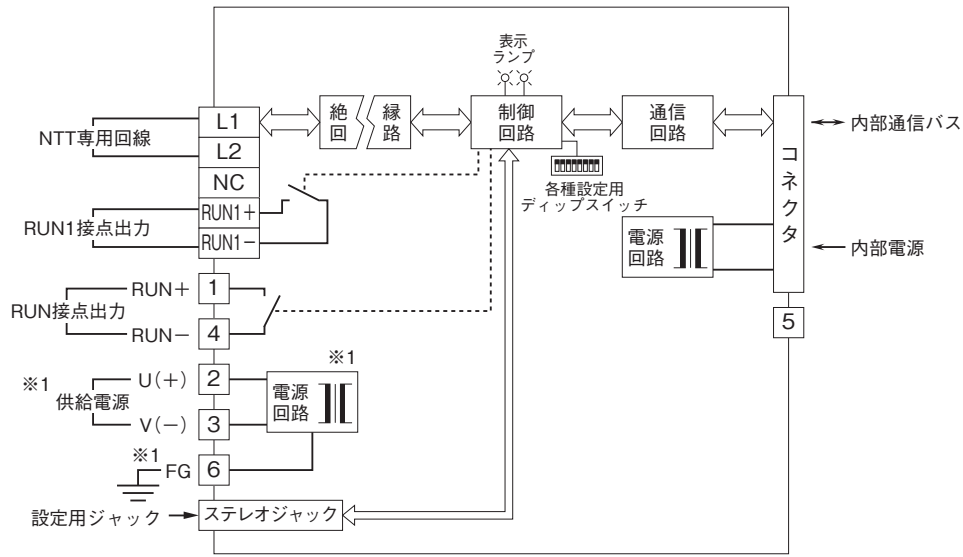 表示
ランプ
絶
回
縁
路
制御
回路
通信
回路
コネクタ
内部通信バス
各種設定用
ディップスイッチ
電源
回路
内部電源
5
NTT専用回線
L1
L2
NC
RUN1接点出力
RUN1+
RUN1−
RUN接点出力
RUN+
1
RUN−
4
※1
供給電源
U(+)
2
V(−)
3
※1
電源
回路
※1
FG
6
設定用ジャック
ステレオジャック